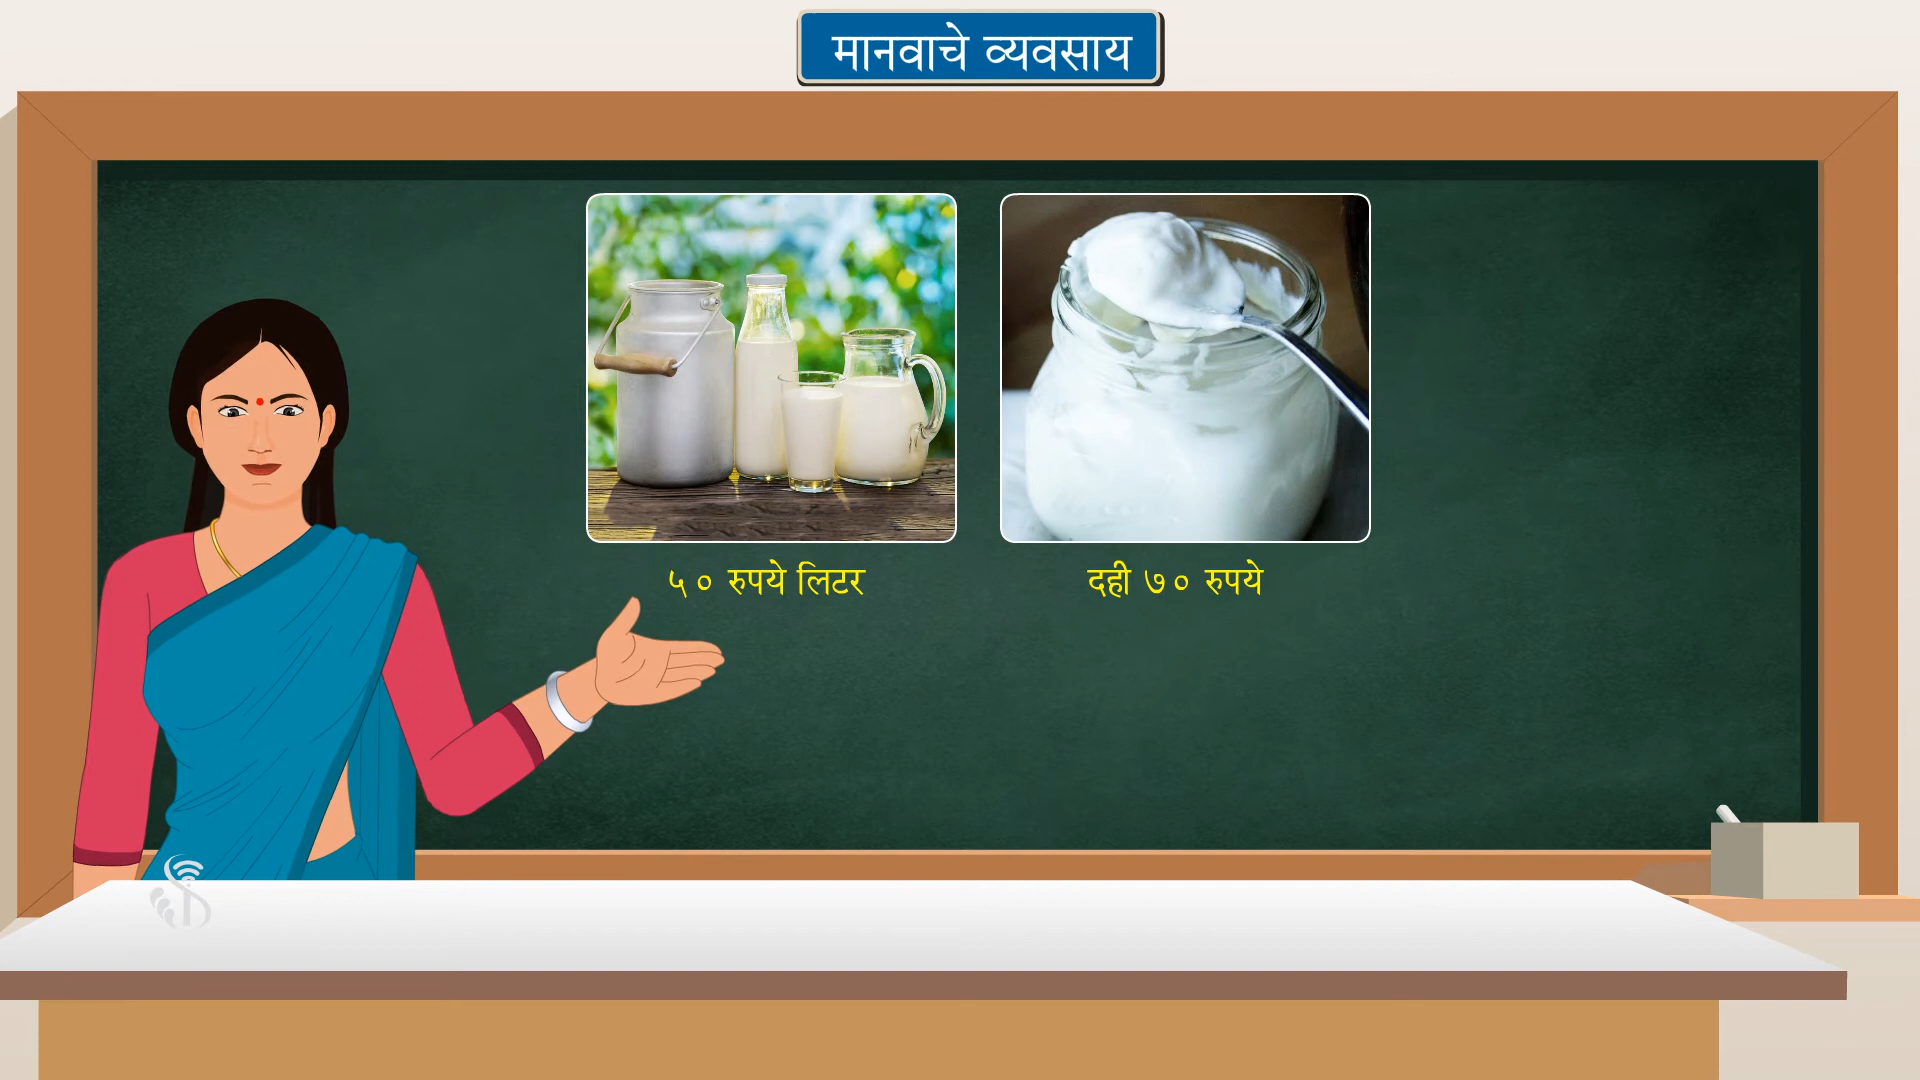 मानवाचे व्यवसाय
५० रुपये लिटर
दही ७० रुपये